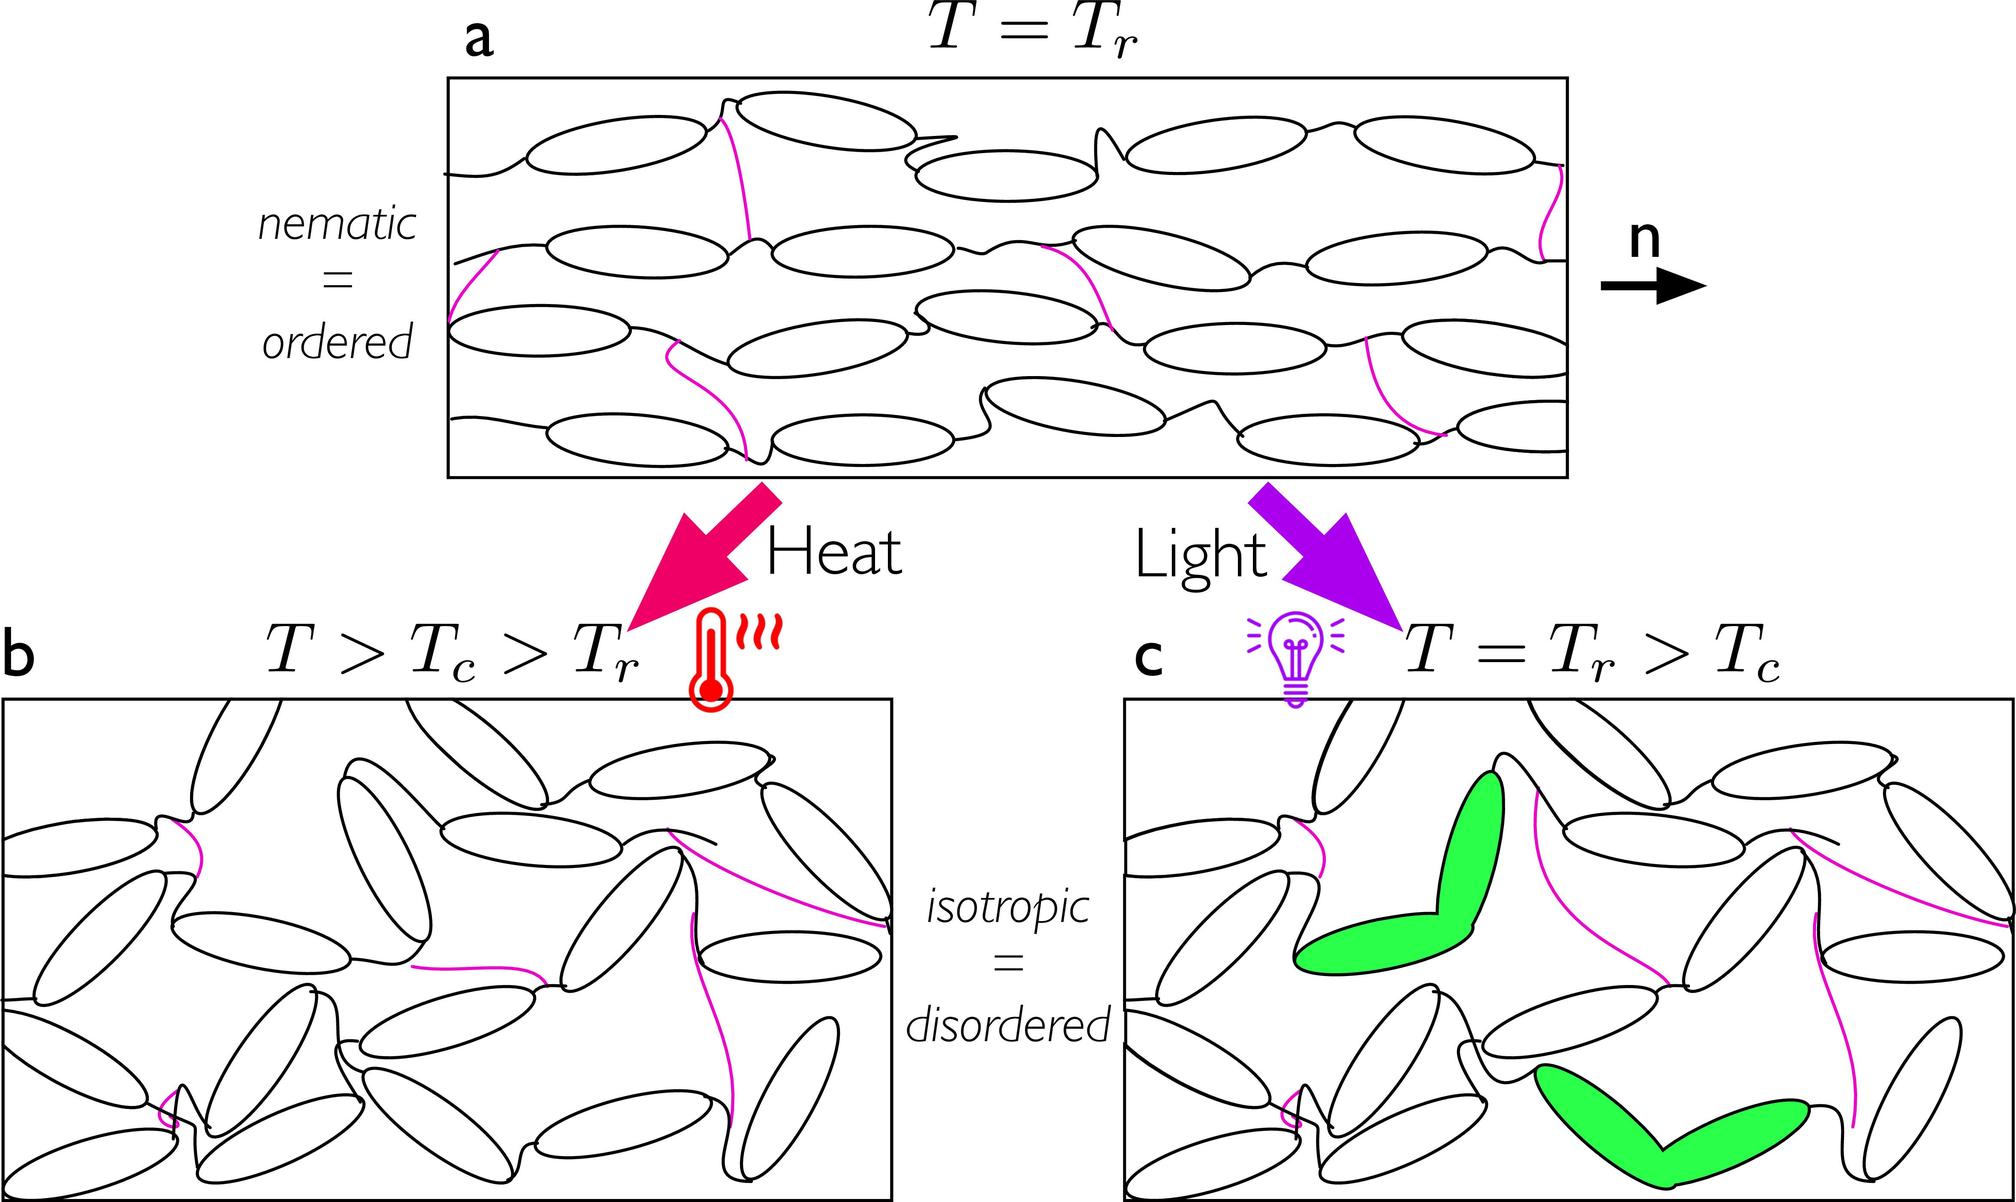 a
T = T_r
nematic
=
ordered
n
Heat
Light
b
T > T_c > T_r
c
T = T_r > T_c
isotropic
=
disordered